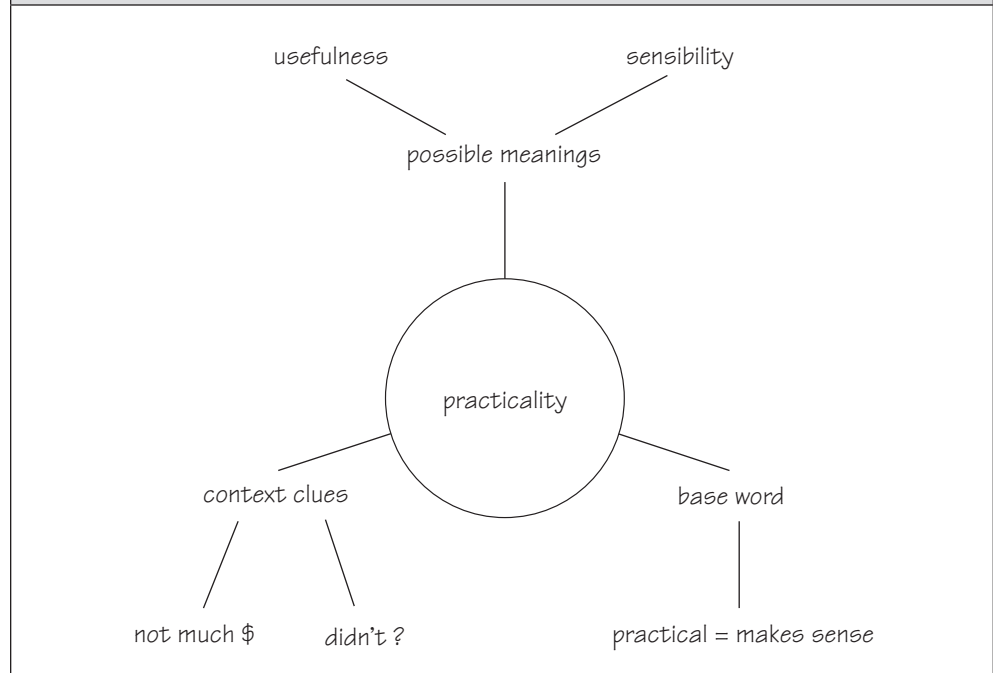 usefulness
sensibility
possible meanings
practicality
context clues
base word
not much $
didn't ?
practical = makes sense